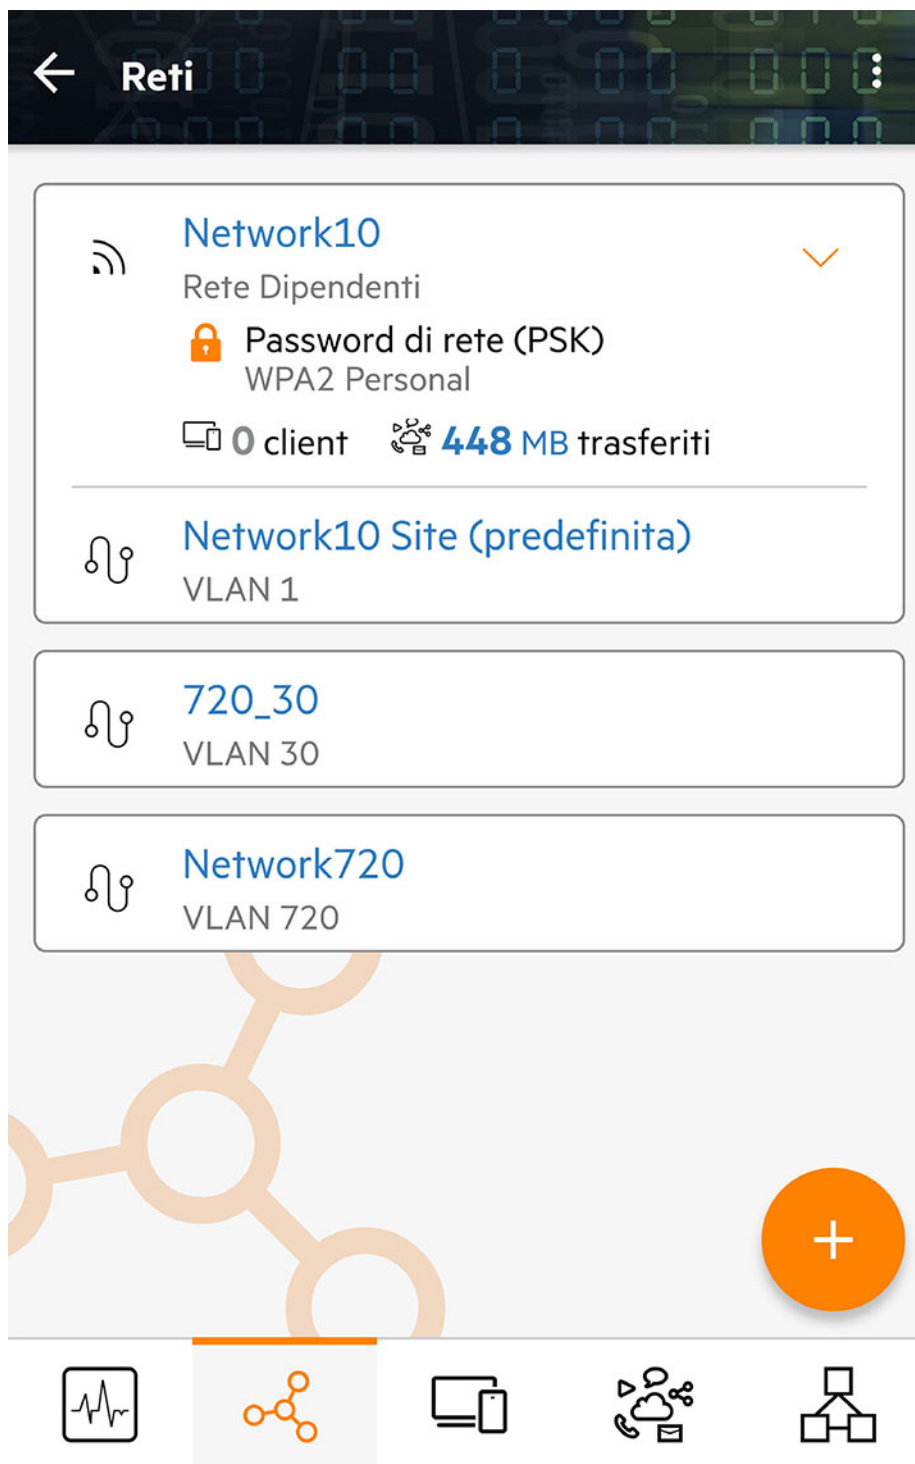 Reti
Network10
Rete Dipendenti
Password di rete (PSK)
WPA2 Personal
0 client 448 MB trasferiti
Network10 Site (predefinita)
VLAN 1
720_30
VLAN 30
Network720
VLAN 720